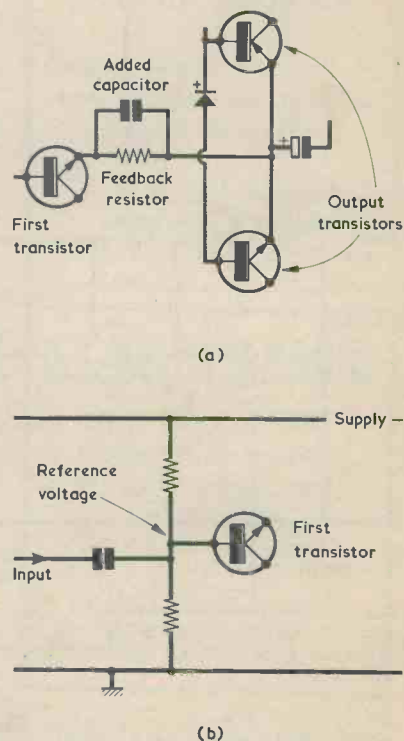 Added
capacitor
+
+
Feedback
resistor
First
transistor
Output
transistors
(a)
Supply –
Reference
voltage
First
transistor
Input
(b)